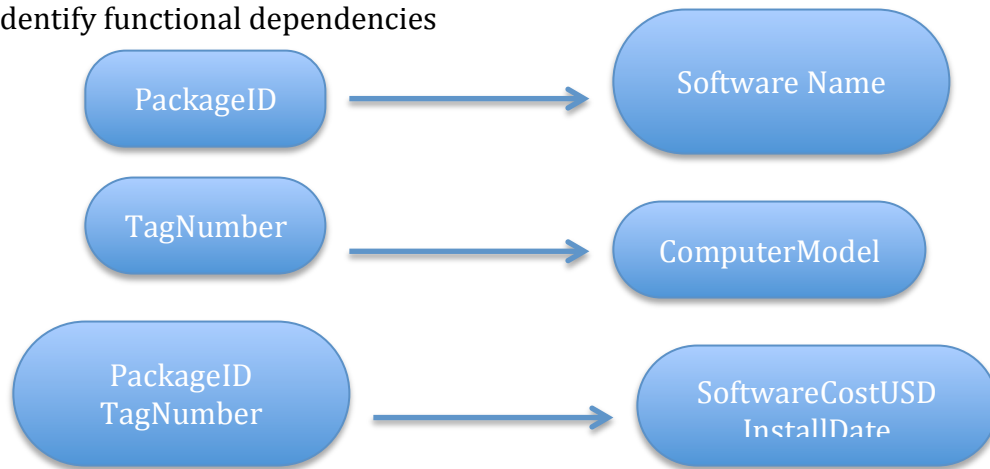 dentify functional dependencies
PackageID
Software Name
TagNumber
ComputerModel
PackageID
TagNumber
SoftwareCostUSD
InstallDate